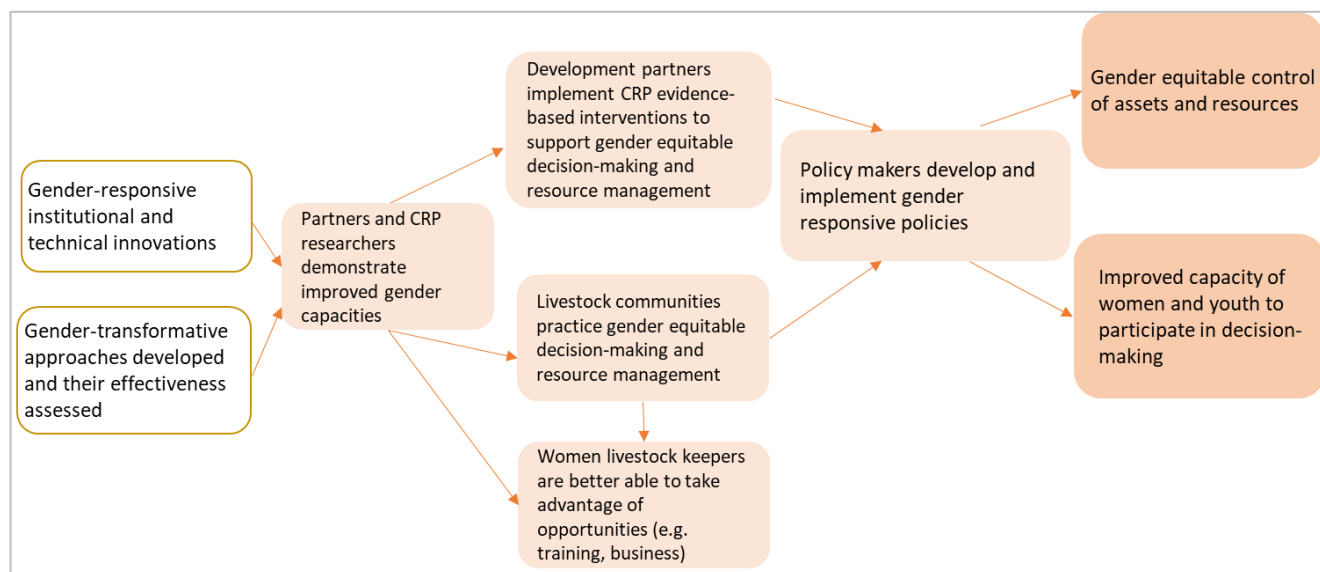 Gender-responsive
institutional and
technical innovations
Gender-transformative
approaches developed
and their effectiveness
assessed
Partners and CRP
researchers
demonstrate
improved gender
capacities
Development partners
implement CRP evidence-
based interventions to
support gender equitable
decision-making and
resource management
Livestock communities
practice gender equitable
decision-making and
resource management
Women livestock keepers
are better able to take
advantage of
opportunities (e.g.
training, business)
Policy makers develop and
implement gender
responsive policies
Gender equitable control
of assets and resources
Improved capacity of
women and youth to
participate in decision-
making